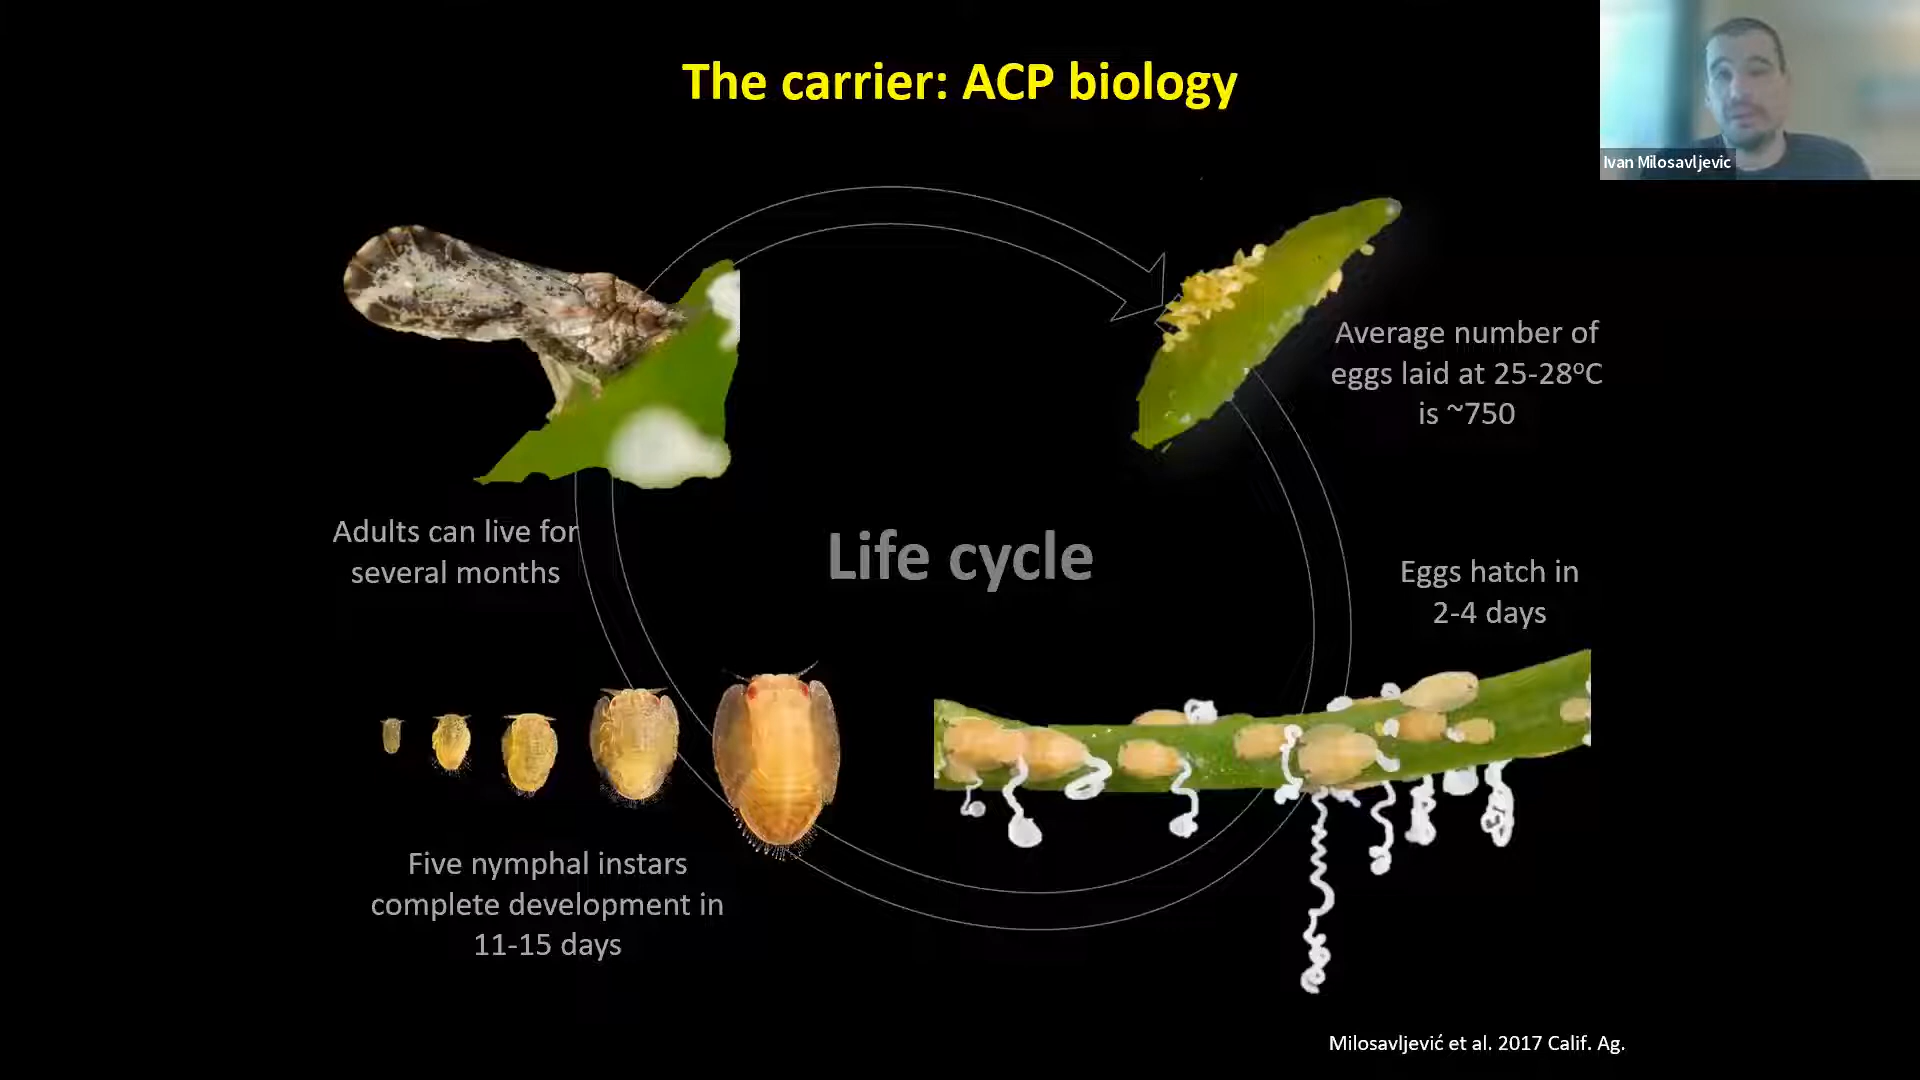 The carrier: ACP biology
Ivan Milosavljevic
Average number of
eggs laid at 25-28°C
is ~750
Adults can live for
several months
Life cycle
Eggs hatch in
2-4 days
Five nymphal instars
complete development in
11-15 days
Milosavljević et al. 2017 Calif. Ag.